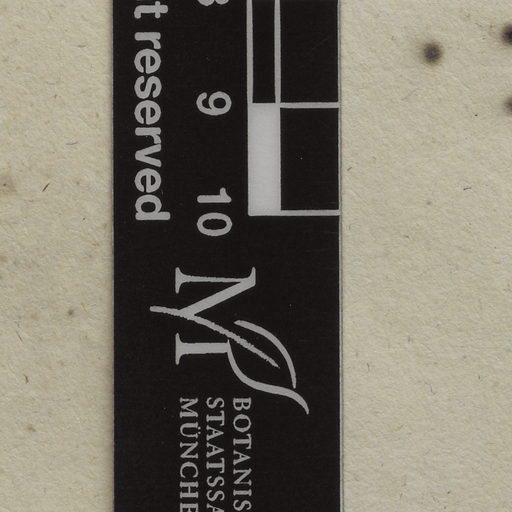 t reserved
8 9 10
M
BOTANIS
STAATSSA
MÜNCHE